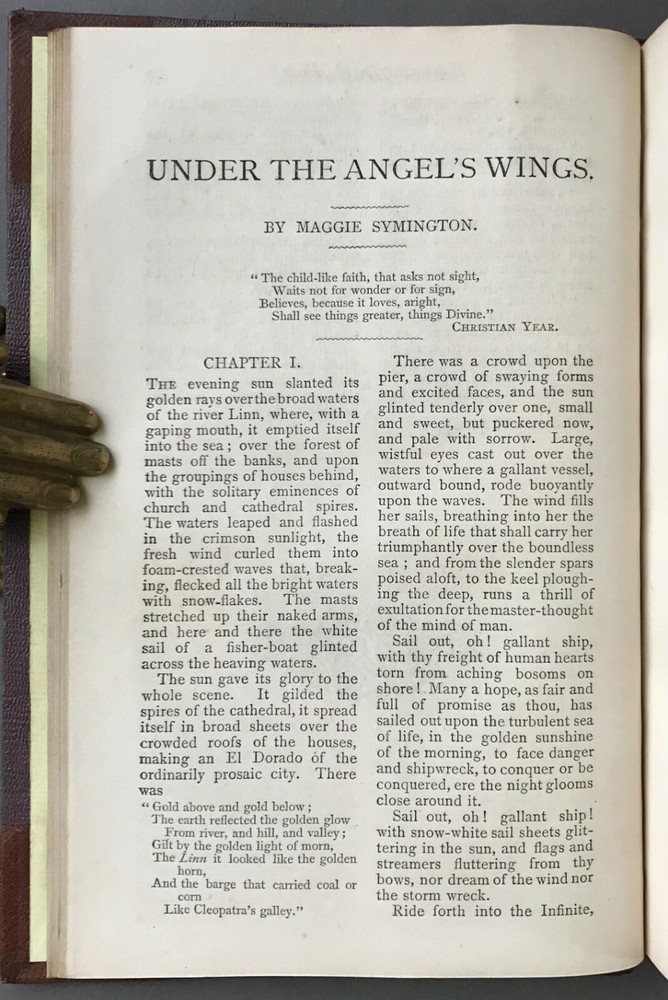 UNDER THE ANGEL'S WINGS.
BY MAGGIE SYMINGTON.
“ The child-like faith, that asks not sight,
Waits not for wonder or for sign,
Believes, because it loves, aright,
Shall see things greater, things Divine.”
CHRISTIAN YEAR.
CHAPTER I.
THE evening sun slanted its
golden rays over the broad waters
of the river Linn, where, with a
gaping mouth, it emptied itself
into the sea ; over the forest of
masts off the banks, and upon
the groupings of houses behind,
with the solitary eminences of
church and cathedral spires.
The waters leaped and flashed
in the crimson sunlight, the
fresh wind curled them into
foam-crested waves that, break-
ing, flecked all the bright waters
with snow-flakes. The masts
stretched up their naked arms,
and here and there the white
sail of a fisher-boat glinted
across the heaving waters.
The sun gave its glory to the
whole scene. It gilded the
spires of the cathedral, it spread
itself in broad sheets over the
crowded roofs of the houses,
making an El Dorado of the
ordinarily prosaic city. There
was
“ Gold above and gold below ;
The earth reflected the golden glow
From river, and hill, and valley ;
Gilt by the golden light of morn,
The Linn it looked like the golden
horn,
And the barge that carried coal or
corn
Like Cleopatra's galley.”
There was a crowd upon the
pier, a crowd of swaying forms
and excited faces, and the sun
glinted tenderly over one, small
and sweet, but puckered now,
and pale with sorrow. Large,
wistful eyes cast out over the
waters to where a gallant vessel,
outward bound, rode buoyantly
upon the waves. The wind fills
her sails, breathing into her the
breath of life that shall carry her
triumphantly over the boundless
sea ; and from the slender spars
poised aloft, to the keel plough-
ing the deep, runs a thrill of
exultation for the master-thought
of the mind of man.
Sail out, oh ! gallant ship,
with thy freight of human hearts
torn from aching bosoms on
shore ! Many a hope, as fair and
full of promise as thou, has
sailed out upon the turbulent sea
of life, in the golden sunshine
of the morning, to face danger
and shipwreck, to conquer or be
conquered, ere the night glooms
close around it.
Sail out, oh ! gallant ship !
with snow-white sail sheets glit-
tering in the sun, and flags and
streamers fluttering from thy
bows, nor dream of the wind nor
the storm wreck.
Ride forth into the Infinite,